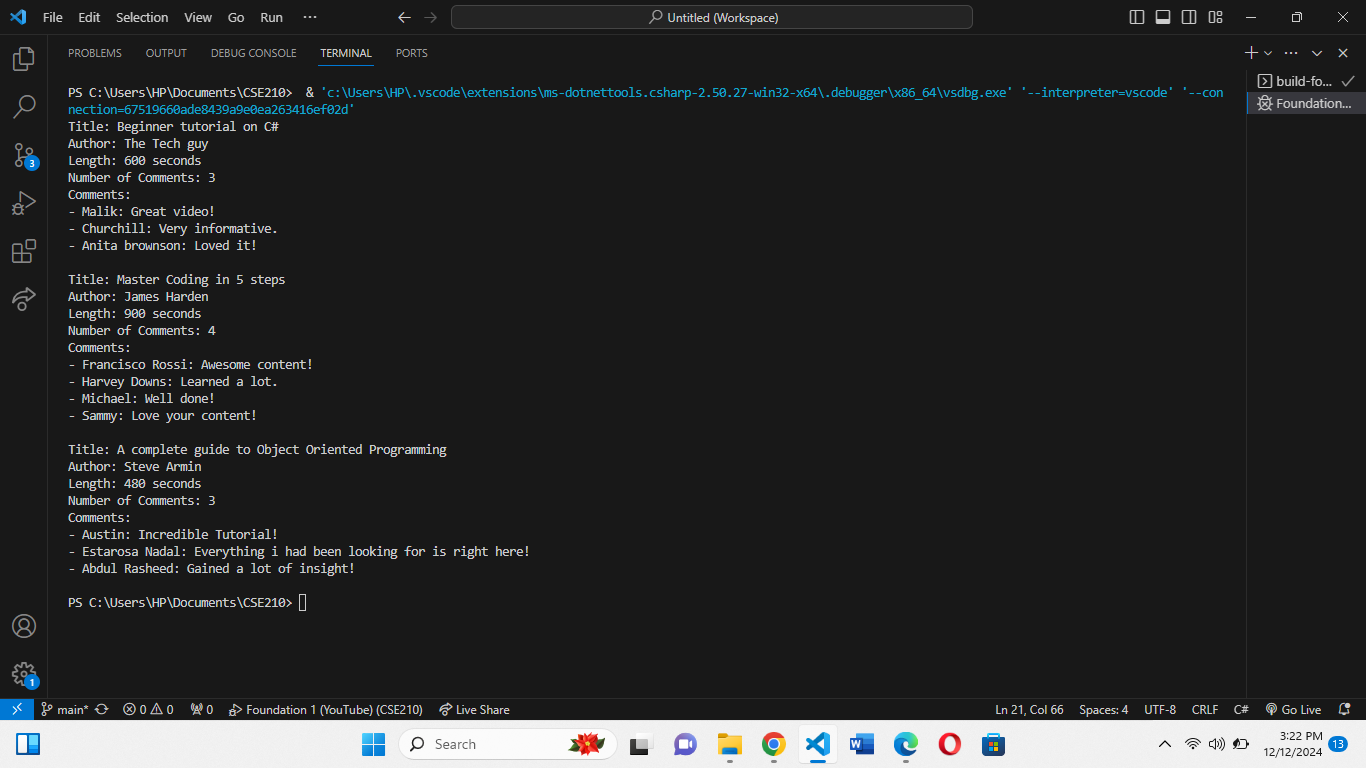 File Edit Selection View Go Run ··· Untitled (Workspace)
PROBLEMS OUTPUT DEBUG CONSOLE TERMINAL PORTS
PS C:\Users\HP\Documents\CSE210>  & 'c:\Users\HP\.vscode\extensions\ms-dotnettools.csharp-2.50.27-win32-x64\.debugger\x86_64\vsdbg.exe' '--interpreter=vscode' '--con
nection=67519660ade8439a9e0ea263416ef02d'
build-fo...
Foundation...
Title: Beginner tutorial on C#
Author: The Tech guy
Length: 600 seconds
Number of Comments: 3
Comments:
- Malik: Great video!
- Churchill: Very informative.
- Anita brownson: Loved it!
Title: Master Coding in 5 steps
Author: James Harden
Length: 900 seconds
Number of Comments: 4
Comments:
- Francisco Rossi: Awesome content!
- Harvey Downs: Learned a lot.
- Michael: Well done!
- Sammy: Love your content!
Title: A complete guide to Object Oriented Programming
Author: Steve Armin
Length: 480 seconds
Number of Comments: 3
Comments:
- Austin: Incredible Tutorial!
- Estarosa Nadal: Everything i had been looking for is right here!
- Abdul Rasheed: Gained a lot of insight!
PS C:\Users\HP\Documents\CSE210>
3
1
main* 0 0 0 Foundation 1 (YouTube) (CSE210) Live Share Ln 21, Col 66 Spaces: 4 UTF-8 CRLF C# Go Live
Search 3:22 PM
12/12/2024 13